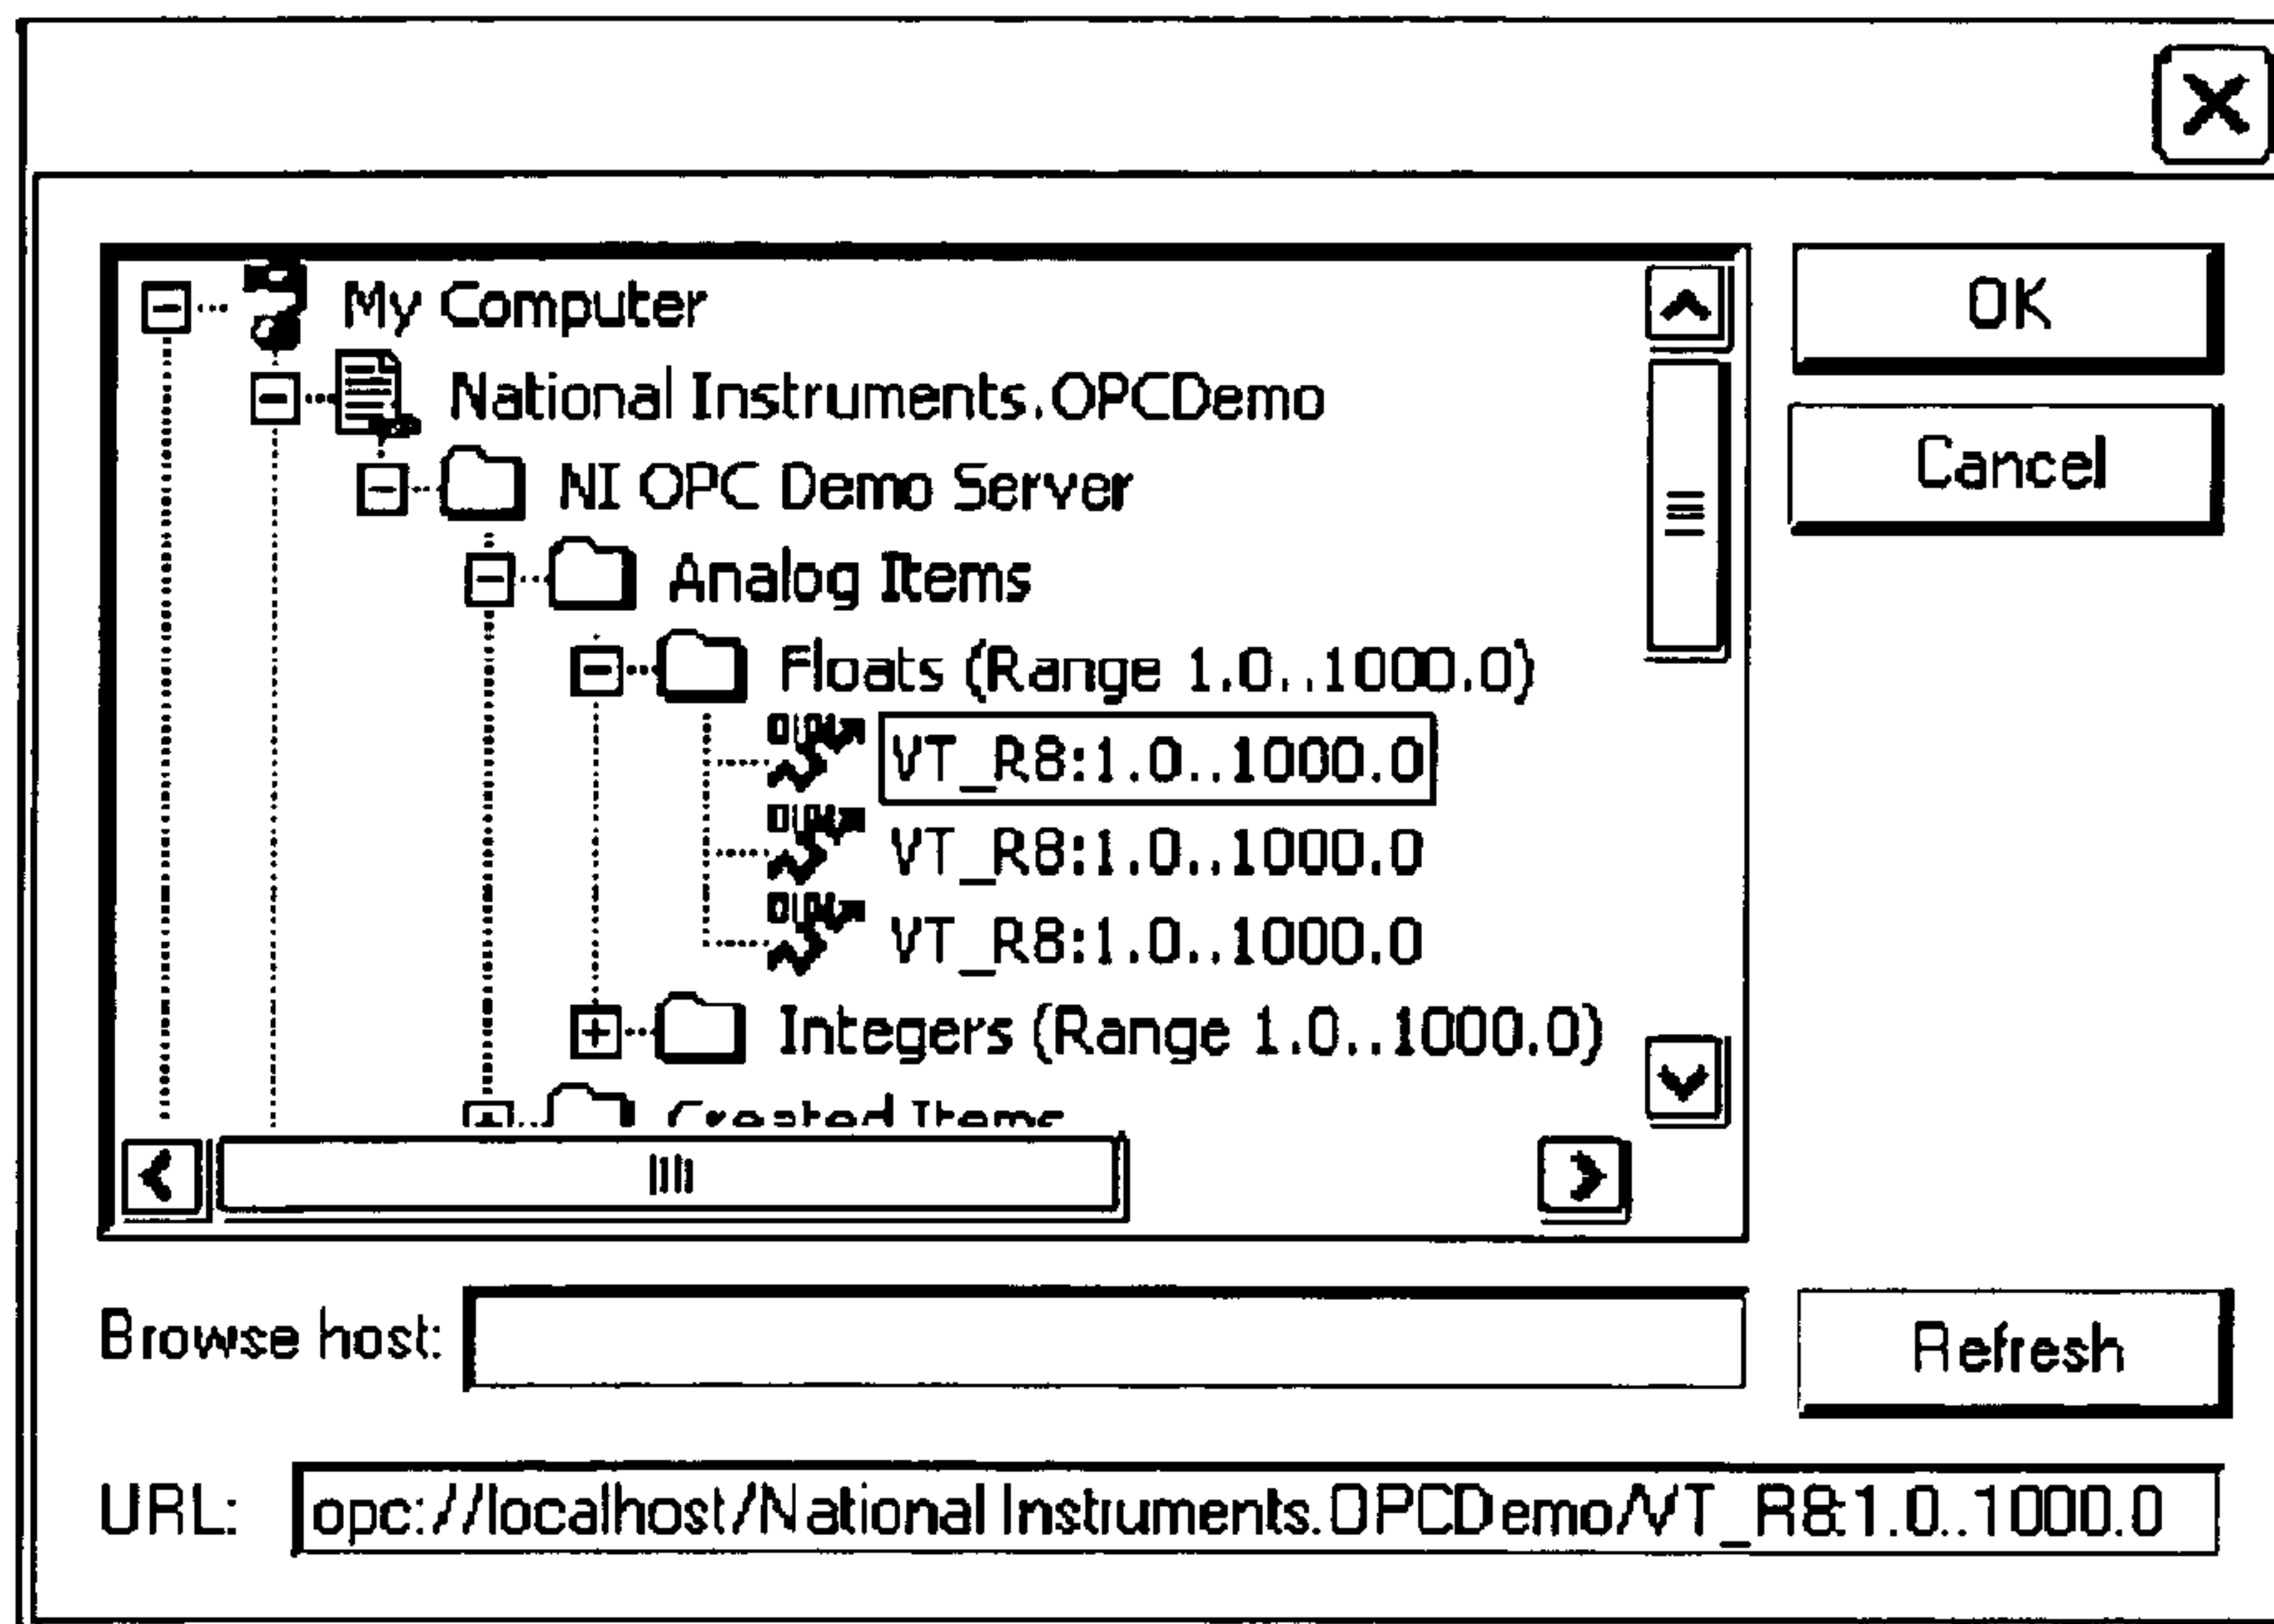 My Computer
OK
National Instruments.OPCDemo
Cancel
NI OPC Demo Server
Analog Items
Floats (Range 1.0..1000.0)
VT_R8:1.0..1000.0
VT_R8:1.0..1000.0
VT_R8:1.0..1000.0
Integers (Range 1.0..1000.0)
Browse host:
Refresh
URL: opc://localhost/National Instruments.OPCDemo/VT_R8:1.0..1000.0